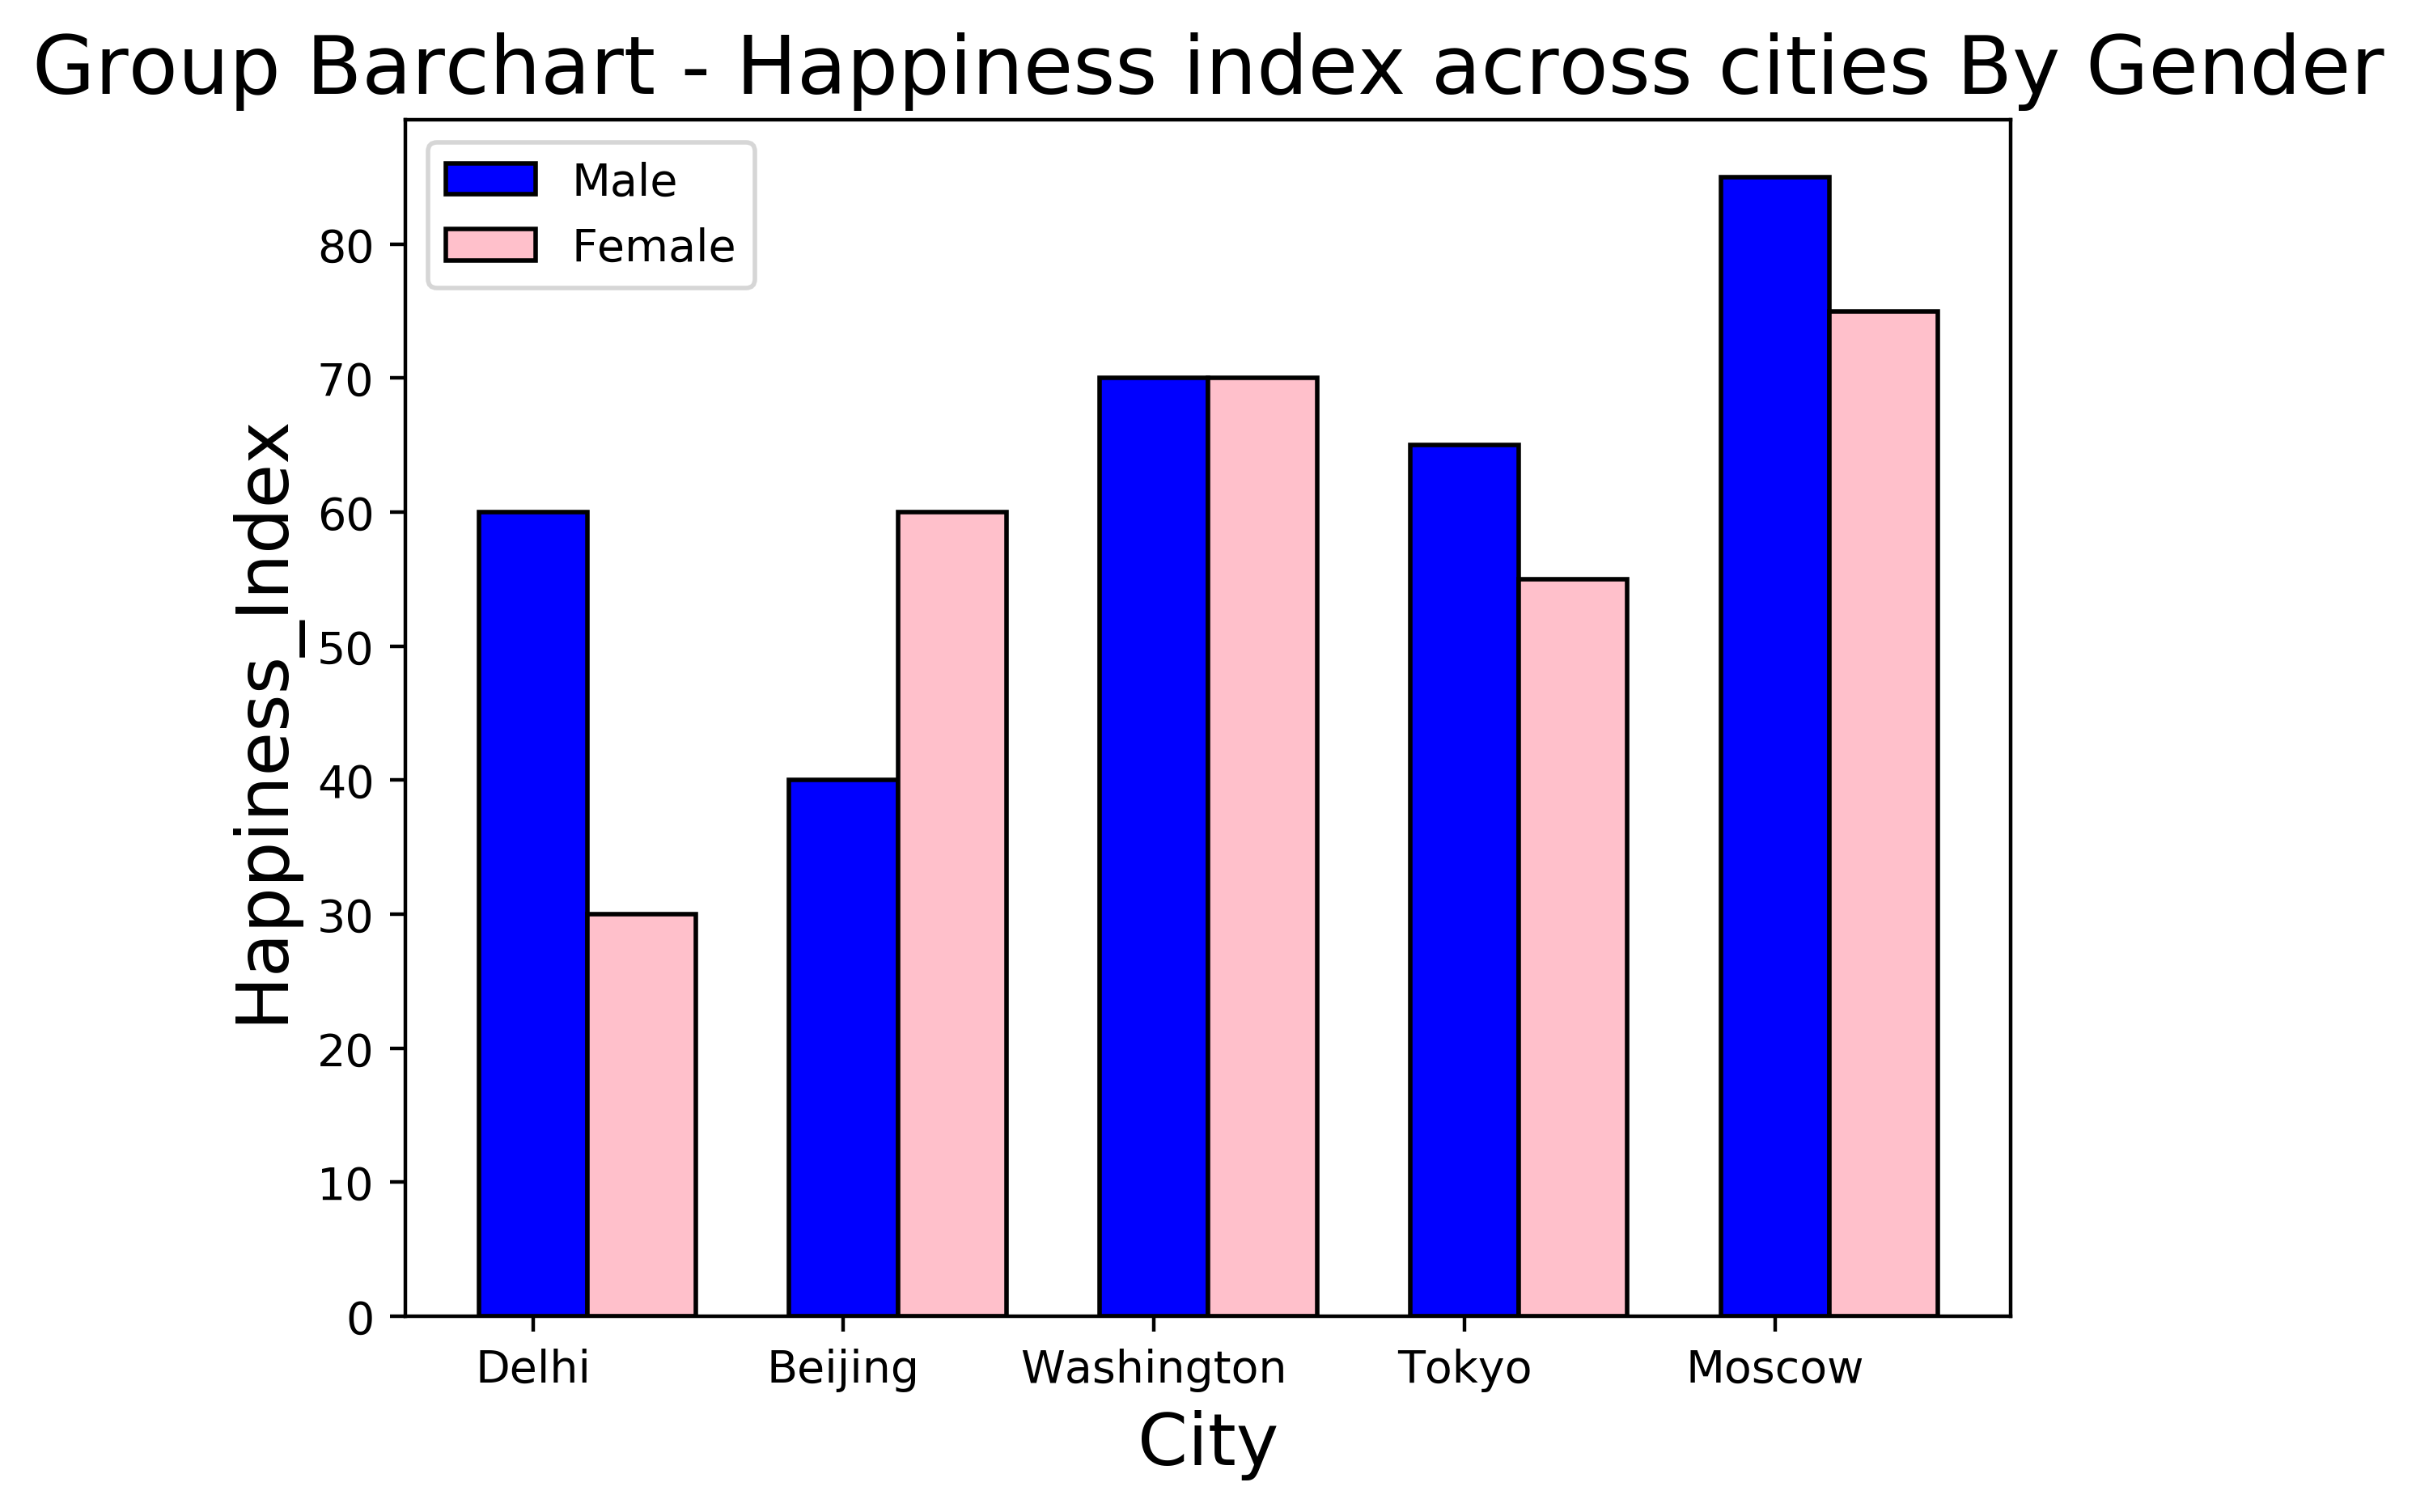 Group Barchart - Happiness index across cities By Gender
Male
Female
Happiness_Index
80
70
60
50
40
30
20
10
0
Delhi Beijing Washington Tokyo Moscow
City